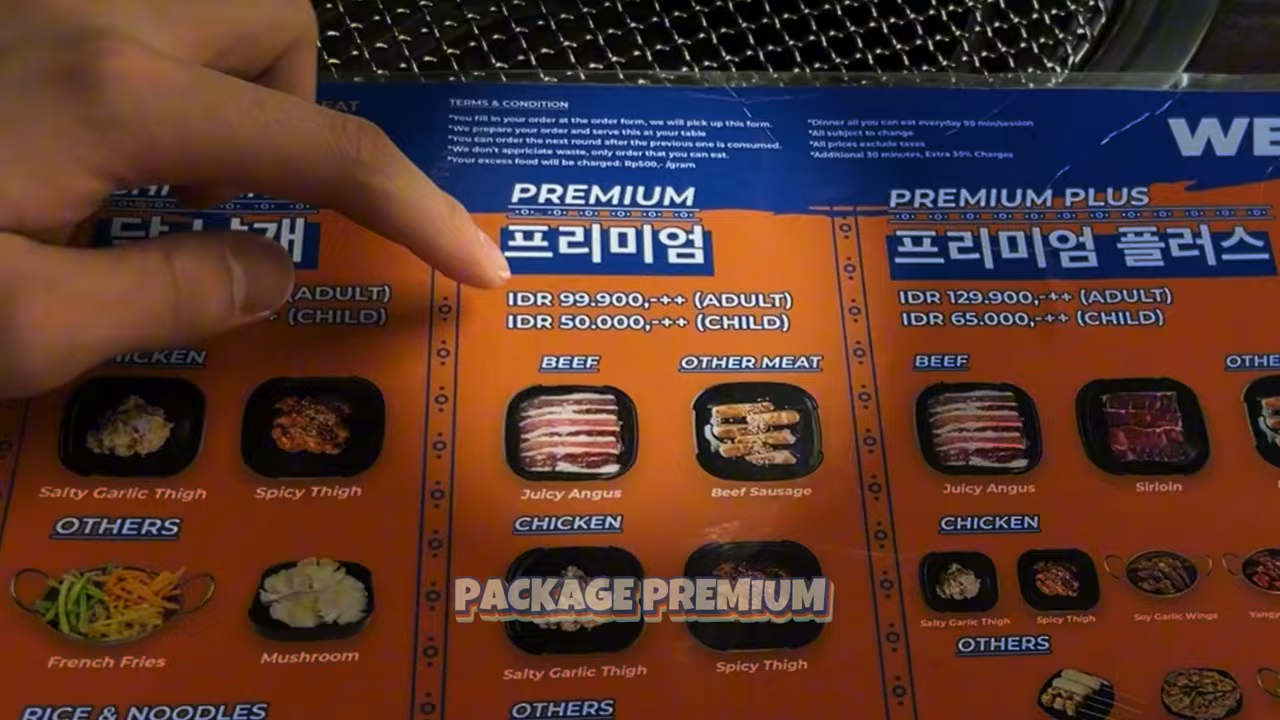 TERMS & CONDITION
*You fill in your order at the order form, we will pick up this form.
*We prepare your order and serve this at your table
*You can order the next round after the previous one is consumed.
*We don't appriciate waste, only order that you can eat.
*Your excess food will be charged: Rp500,- /gram
*Dinner all you can eat everyday 90 min/session
*All subject to change
*All prices exclude taxes
*Additional 30 minutes, Extra 30% Charges
WE
(ADULT)
(CHILD)
Salty Garlic Thigh
Spicy Thigh
OTHERS
French Fries
Mushroom
RICE & NOODLES
PREMIUM
프리미엄
IDR 99.900,-++ (ADULT)
IDR 50.000,-++ (CHILD)
BEEF
OTHER MEAT
Juicy Angus
Beef Sausage
CHICKEN
PACKAGE PREMIUM
Salty Garlic Thigh
Spicy Thigh
OTHERS
PREMIUM PLUS
프리미엄 플러스
IDR 129.900,-++ (ADULT)
IDR 65.000,-++ (CHILD)
BEEF
Juicy Angus
Sirloin
CHICKEN
Salty Garlic Thigh
Spicy Thigh
Soy Garlic Wings
OTHERS